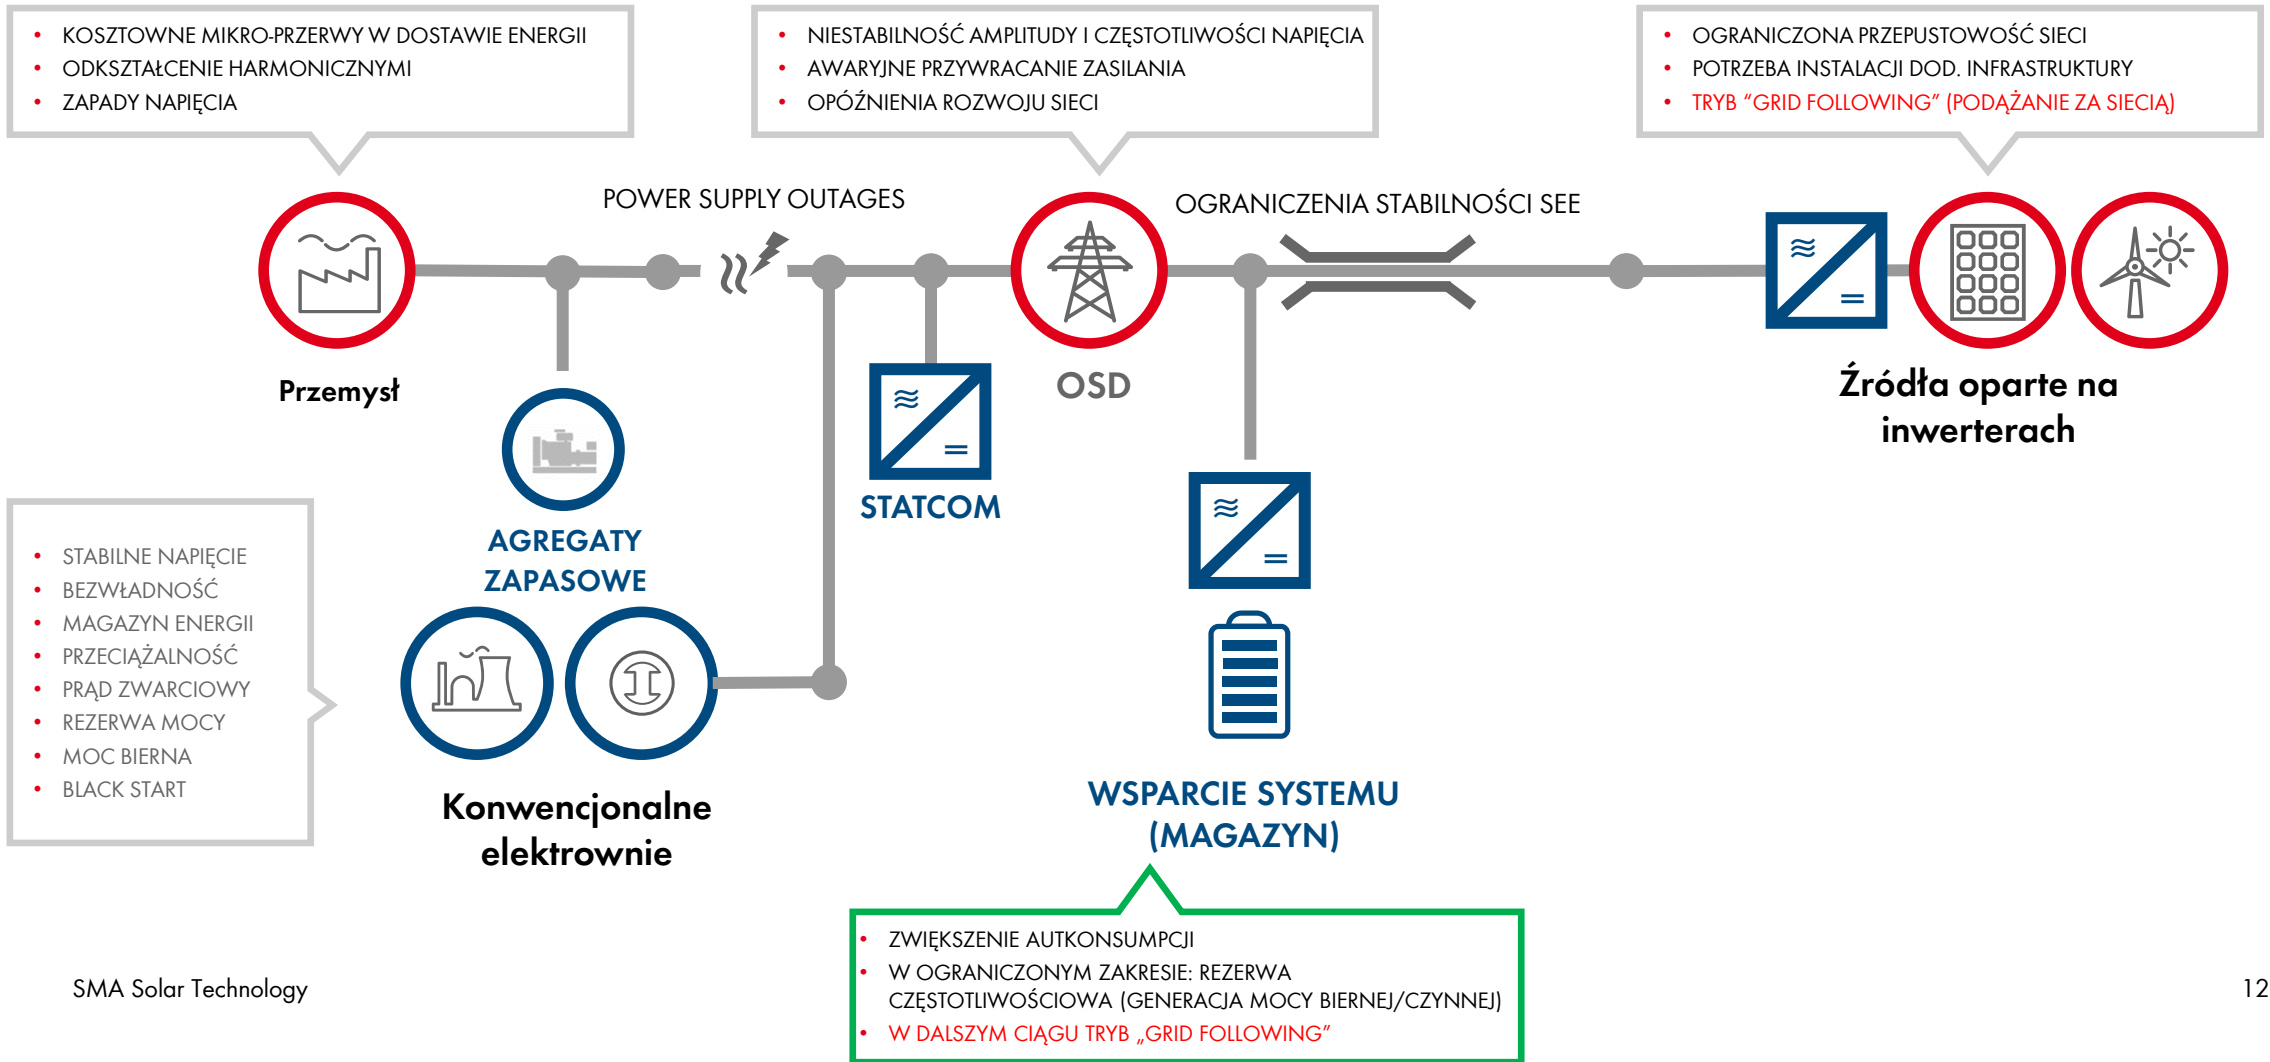 • KOSZTOWNE MIKRO-PRZERWY W DOSTAWIE ENERGII
• ODKSZTAŁCENIE HARMONICZNYMI
• ZAPADY NAPIĘCIA
• NIESTABILNOŚĆ AMPLITUDY I CZĘSTOTLIWOŚCI NAPIĘCIA
• AWARYJNE PRZYWRACANIE ZASILANIA
• OPÓŹNIENIA ROZWOJU SIECI
• OGRANICZONA PRZEPUSTOWOŚĆ SIECI
• POTRZEBA INSTALACJI DOD. INFRASTRUKTURY
• TRYB “GRID FOLLOWING” (PODĄŻANIE ZA SIECIĄ)
POWER SUPPLY OUTAGES
OGRANICZENIA STABILNOŚCI SEE
Przemysł
OSD
Źródła oparte na
inwerterach
STATCOM
AGREGATY
ZAPASOWE
• STABILNE NAPIĘCIE
• BEZWŁADNOŚĆ
• MAGAZYN ENERGII
• PRZECIĄŻALNOŚĆ
• PRĄD ZWARCIOWY
• REZERWA MOCY
• MOC BIERNA
• BLACK START
Konwencjonalne
elektrownie
WSPARCIE SYSTEMU
(MAGAZYN)
• ZWIĘKSZENIE AUTKONSUMPCJI
• W OGRANICZONYM ZAKRESIE: REZERWA
CZĘSTOTLIWOŚCIOWA (GENERACJA MOCY BIERNEJ/CZYNNEJ)
• W DALSZYM CIĄGU TRYB „GRID FOLLOWING”
SMA Solar Technology
12